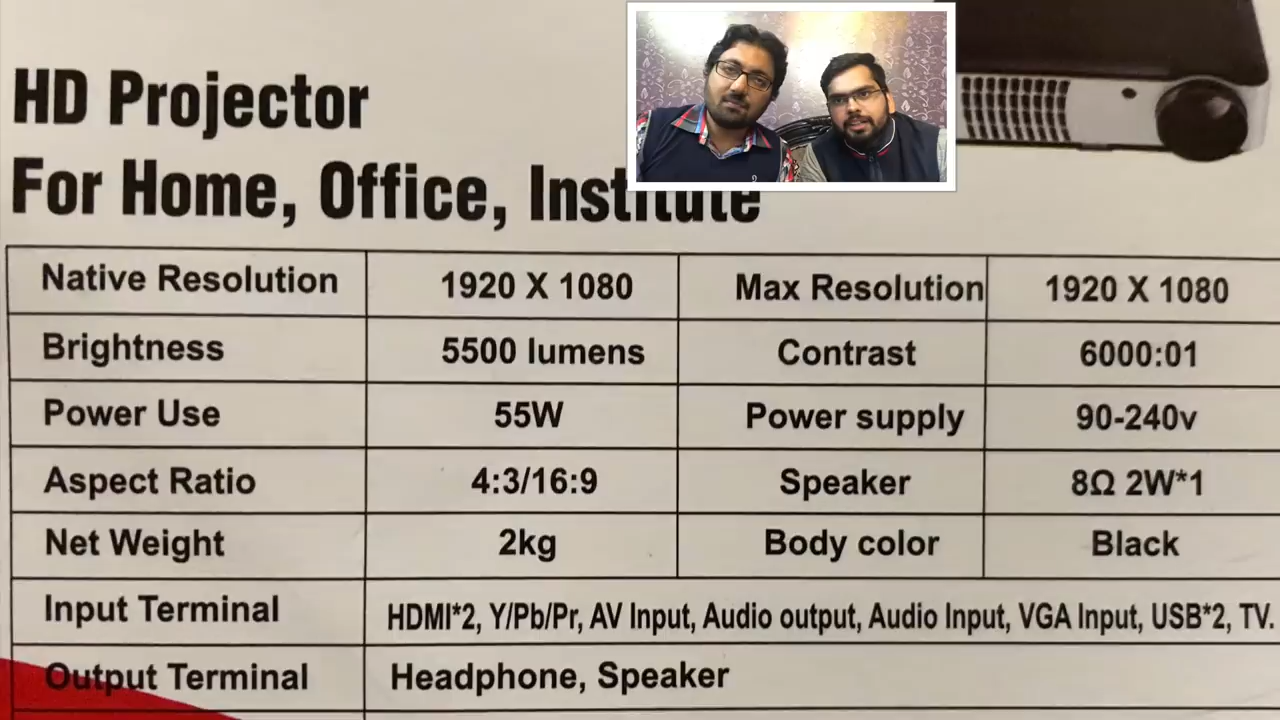 HD Projector
For Home, Office, Institute
Native Resolution 1920 X 1080 Max Resolution 1920 X 1080
Brightness 5500 lumens Contrast 6000:01
Power Use 55W Power supply 90-240v
Aspect Ratio 4:3/16:9 Speaker 8Ω 2W*1
Net Weight 2kg Body color Black
Input Terminal HDMI*2, Y/Pb/Pr, AV Input, Audio output, Audio Input, VGA Input, USB*2, TV.
Output Terminal Headphone, Speaker